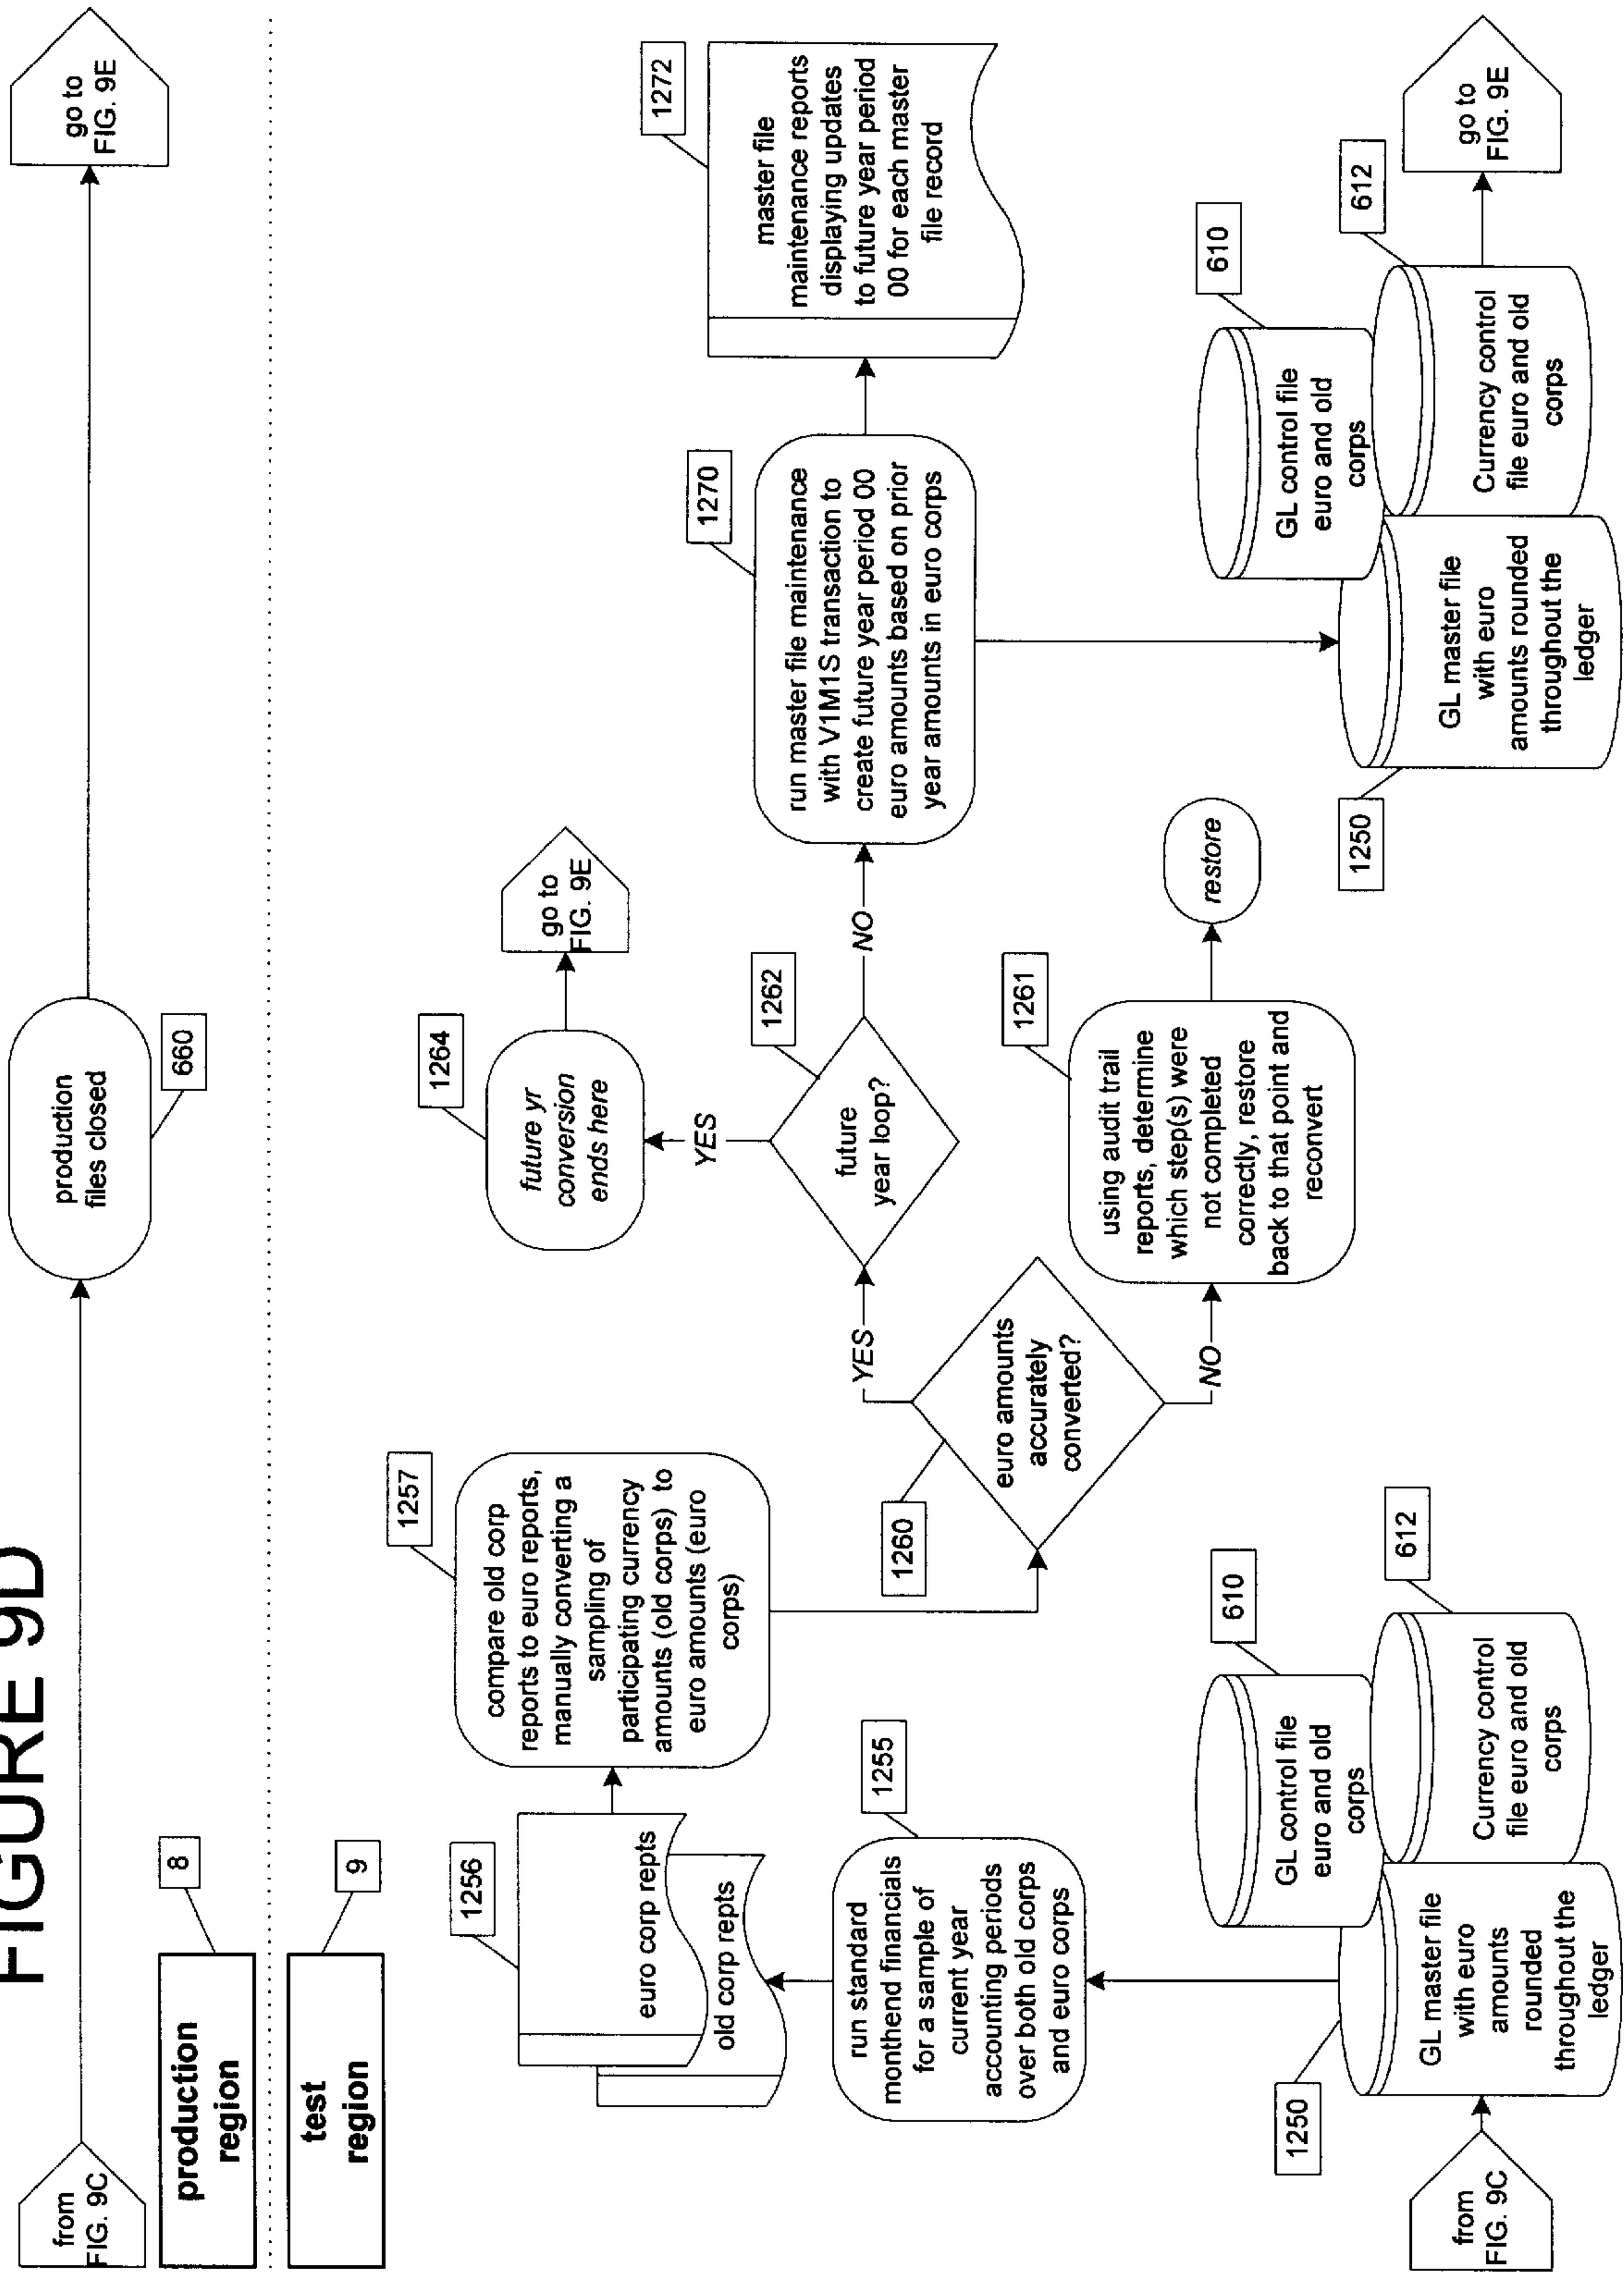 FIGURE 9D
from
FIG. 9C
production
files closed
660
go to
FIG. 9E
production
region
8
test
region
9
1256
euro corp repts
old corp repts
1257
compare old corp
reports to euro reports,
manually converting a
sampling of
participating currency
amounts (old corps) to
euro amounts (euro
corps)
1255
run standard
monthend financials
for a sample of
current year
accounting periods
over both old corps
and euro corps
1260
euro amounts
accurately
converted?
YES
NO
1264
future yr
conversion
ends here
go to
FIG. 9E
YES
1262
future
year loop?
NO
1261
using audit trail
reports, determine
which step(s) were
not completed
correctly, restore
back to that point and
reconvert
restore
1270
run master file maintenance
with V1M1S transaction to
create future year period 00
euro amounts based on prior
year amounts in euro corps
1272
master file
maintenance reports
displaying updates
to future year period
00 for each master
file record
from
FIG. 9C
1250
GL master file
with euro
amounts
rounded
throughout the
ledger
610
GL control file
euro and old
corps
612
Currency control
file euro and old
corps
1250
GL master file
with euro
amounts rounded
throughout the
ledger
610
GL control file
euro and old
corps
612
Currency control
file euro and old
corps
go to
FIG. 9E